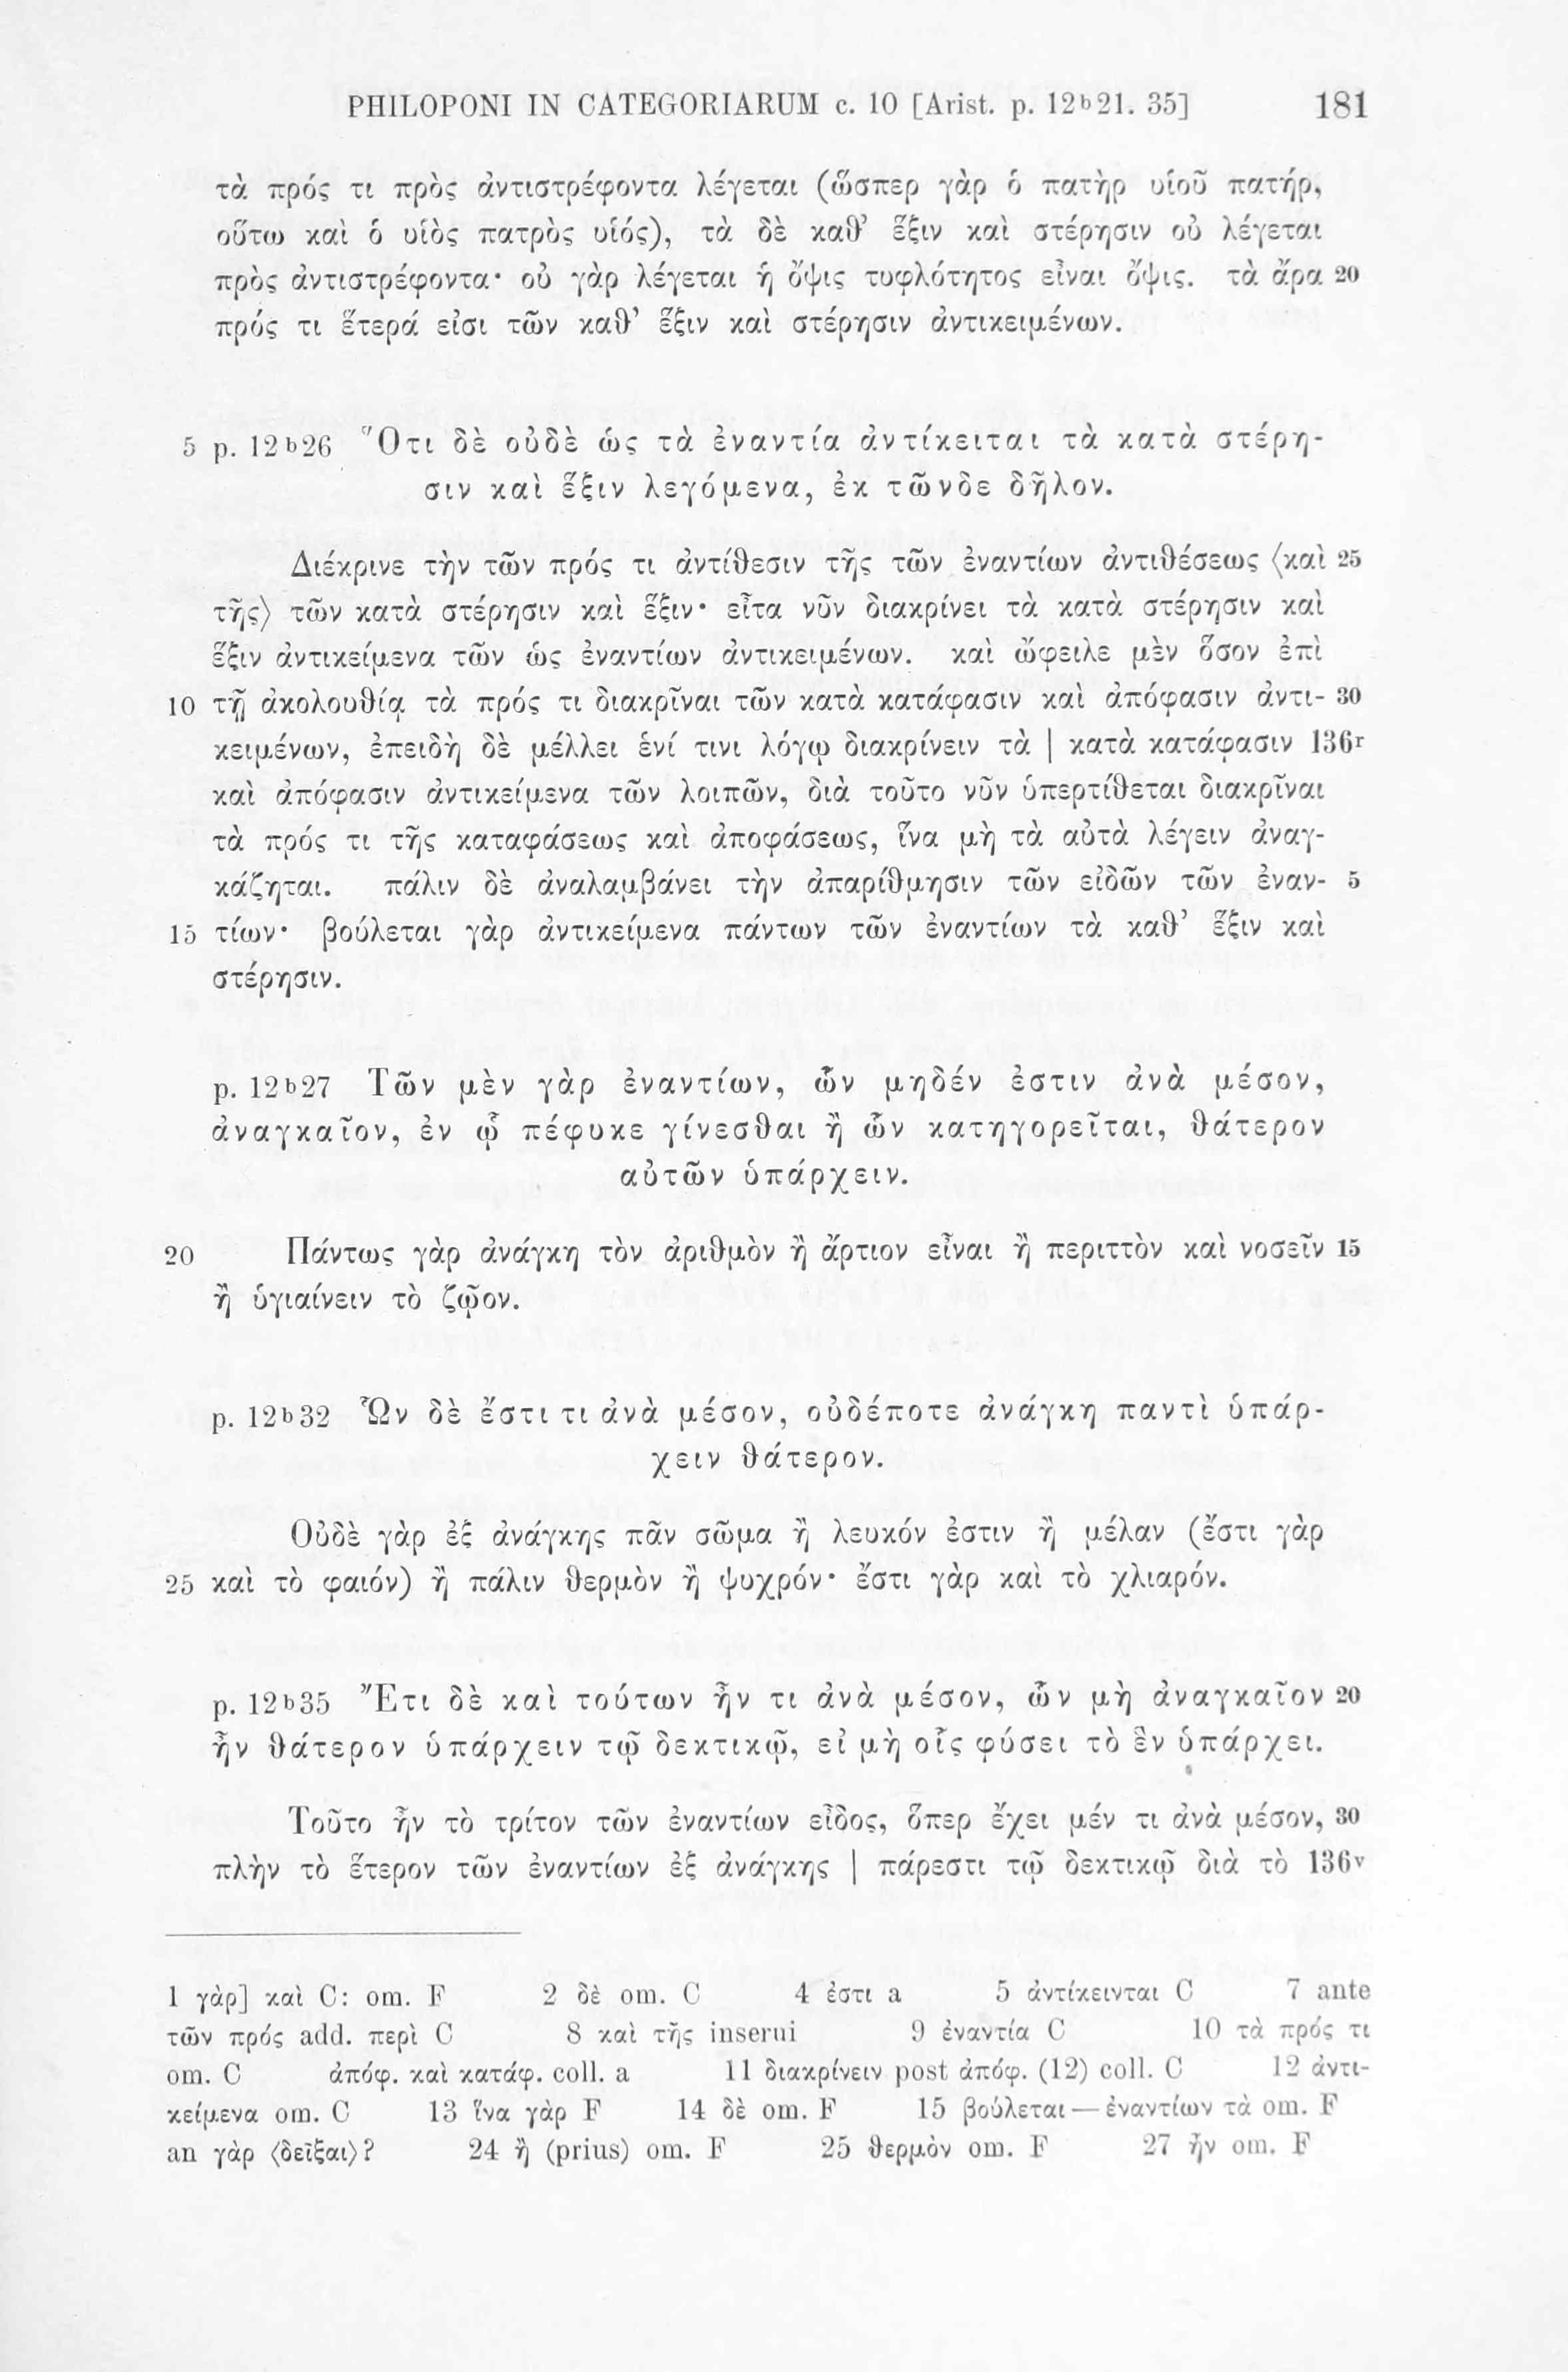 PHILOPONI IN CATEGORIARUM c. 10 [Arist. p. 12ᵇ21. 35] 181
τὰ πρός τι πρὸς ἀντιστρέφοντα λέγεται (ὥσπερ γὰρ ὁ πατὴρ υἱοῦ πατήρ,
οὕτω καὶ ὁ υἱὸς πατρὸς υἱός), τὰ δὲ καθ’ ἕξιν καὶ στέρησιν οὐ λέγεται
πρὸς ἀντιστρέφοντα· οὐ γὰρ λέγεται ἡ ὄψις τυφλότητος εἶναι ὄψις. τὰ ἄρα 20
πρός τι ἕτερά εἰσι τῶν καθ’ ἕξιν καὶ στέρησιν ἀντικειμένων.
5 p. 12ᵇ26 Ὅτι δὲ οὐδὲ ὡς τὰ ἐναντία ἀντίκειται τὰ κατὰ στέρη-
σιν καὶ ἕξιν λεγόμενα, ἐκ τῶνδε δῆλον.
Διέκρινε τὴν τῶν πρός τι ἀντίθεσιν τῆς τῶν ἐναντίων ἀντιθέσεως ⟨καὶ 25
τῆς⟩ τῶν κατὰ στέρησιν καὶ ἕξιν· εἶτα νῦν διακρίνει τὰ κατὰ στέρησιν καὶ
ἕξιν ἀντικείμενα τῶν ὡς ἐναντίων ἀντικειμένων. καὶ ὤφειλε μὲν ὅσον ἐπὶ
10 τῇ ἀκολουθίᾳ τὰ πρός τι διακρῖναι τῶν κατὰ κατάφασιν καὶ ἀπόφασιν ἀντι- 30
κειμένων, ἐπειδὴ δὲ μέλλει ἑνί τινι λόγῳ διακρίνειν τὰ | κατὰ κατάφασιν 136ʳ
καὶ ἀπόφασιν ἀντικείμενα τῶν λοιπῶν, διὰ τοῦτο νῦν ὑπερτίθεται διακρῖναι
τὰ πρός τι τῆς καταφάσεως καὶ ἀποφάσεως, ἵνα μὴ τὰ αὐτὰ λέγειν ἀναγ-
κάζηται. πάλιν δὲ ἀναλαμβάνει τὴν ἀπαρίθμησιν τῶν εἰδῶν τῶν ἐναν- 5
15 τίων· βούλεται γὰρ ἀντικείμενα πάντων τῶν ἐναντίων τὰ καθ’ ἕξιν καὶ
στέρησιν.
p. 12ᵇ27 Τῶν μὲν γὰρ ἐναντίων, ὧν μηδέν ἐστιν ἀνὰ μέσον,
ἀναγκαῖον, ἐν ᾧ πέφυκε γίνεσθαι ἢ ὧν κατηγορεῖται, θάτερον
αὐτῶν ὑπάρχειν.
20 Πάντως γὰρ ἀνάγκη τὸν ἀριθμὸν ἢ ἄρτιον εἶναι ἢ περιττὸν καὶ νοσεῖν 15
ἢ ὑγιαίνειν τὸ ζῷον.
p. 12ᵇ32 Ὧν δὲ ἔστι τι ἀνὰ μέσον, οὐδέποτε ἀνάγκη παντὶ ὑπάρ-
χειν θάτερον.
Οὐδὲ γὰρ ἐξ ἀνάγκης πᾶν σῶμα ἢ λευκόν ἐστιν ἢ μέλαν (ἔστι γὰρ
25 καὶ τὸ φαιόν) ἢ πάλιν θερμὸν ἢ ψυχρόν· ἔστι γὰρ καὶ τὸ χλιαρόν.
p. 12ᵇ35 Ἔτι δὲ καὶ τούτων ἦν τι ἀνὰ μέσον, ὧν μὴ ἀναγκαῖον 20
ἦν θάτερον ὑπάρχειν τῷ δεκτικῷ, εἰ μὴ οἷς φύσει τὸ ἓν ὑπάρχει.
Τοῦτο ἦν τὸ τρίτον τῶν ἐναντίων εἶδος, ὅπερ ἔχει μέν τι ἀνὰ μέσον, 30
πλὴν τὸ ἕτερον τῶν ἐναντίων ἐξ ἀνάγκης | πάρεστι τῷ δεκτικῷ διὰ τὸ 136ᵛ
1 γὰρ] καὶ C: om. F 2 δὲ om. C 4 ἐστι a 5 ἀντίκεινται C 7 ante
τῶν πρός add. περὶ C 8 καὶ τῆς inserui 9 ἐναντία C 10 τὰ πρός τι
om. C ἀπόφ. καὶ κατάφ. coll. a 11 διακρίνειν post ἀπόφ. (12) coll. C 12 ἀντι-
κείμενα om. C 13 ἵνα γὰρ F 14 δὲ om. F 15 βούλεται — ἐναντίων τὰ om. F
an γὰρ ⟨δεῖξαι⟩? 24 ἢ (prius) om. F 25 θερμὸν om. F 27 ἦν om. F